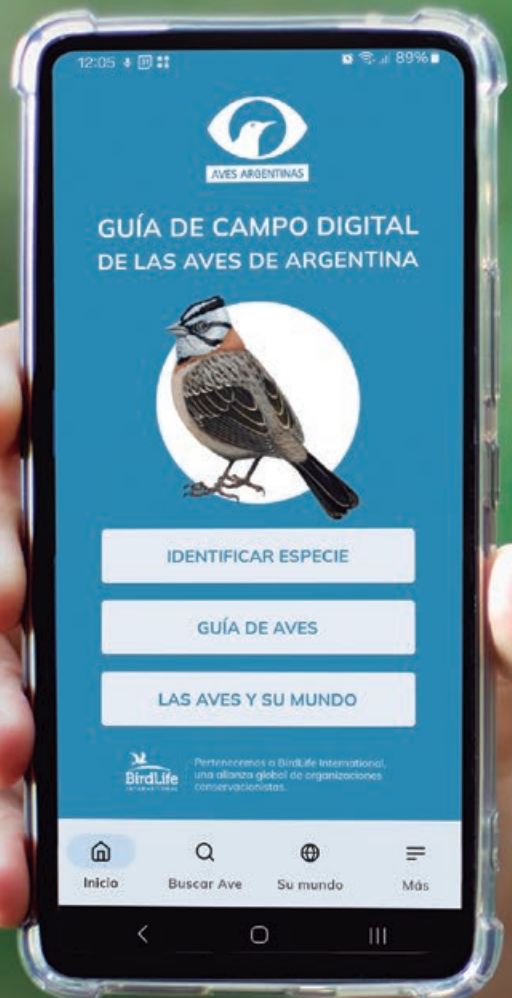 12:05
89%
AVES ARGENTINAS
GUÍA DE CAMPO DIGITAL
DE LAS AVES DE ARGENTINA
IDENTIFICAR ESPECIE
GUÍA DE AVES
LAS AVES Y SU MUNDO
BirdLife
INTERNATIONAL
Pertenecemos a BirdLife International,
una alianza global de organizaciones
conservacionistas.
Inicio
Buscar Ave
Su mundo
Más